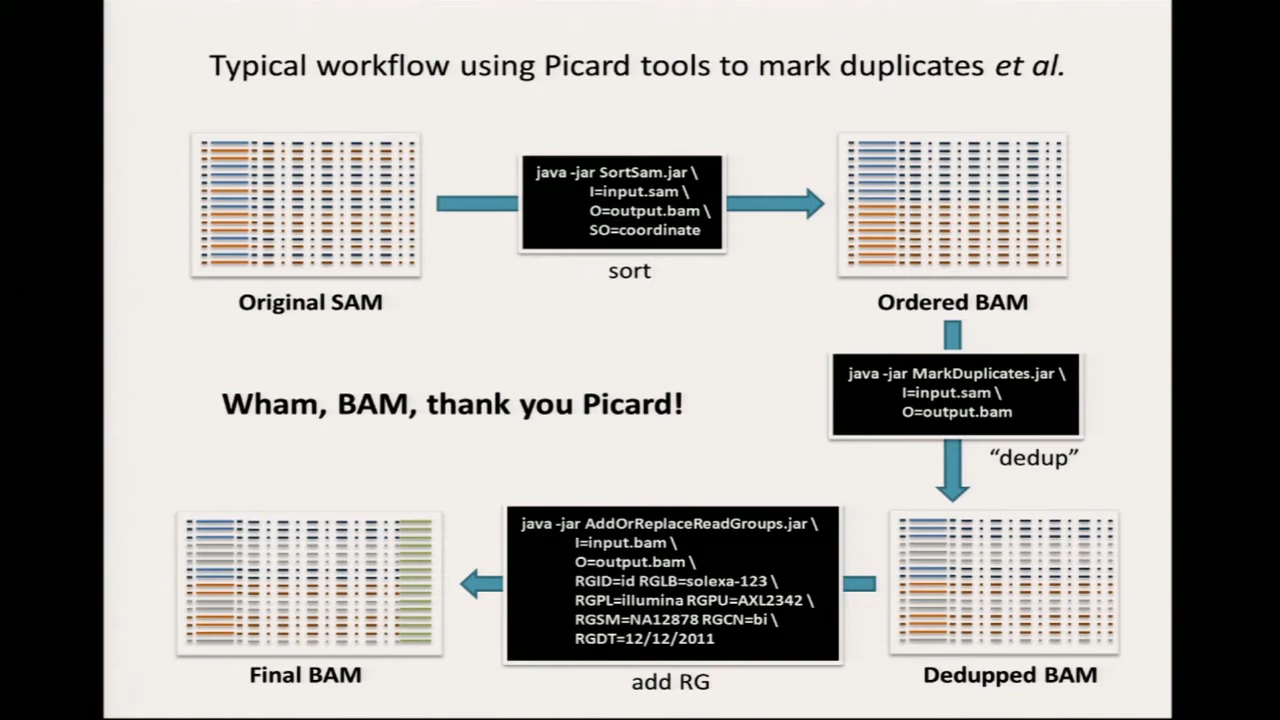 Typical workflow using Picard tools to mark duplicates et al.
java -jar SortSam.jar \
I=input.sam \
O=output.bam \
SO=coordinate
sort
Original SAM
Ordered BAM
java -jar MarkDuplicates.jar \
I=input.sam \
O=output.bam
"dedup"
Wham, BAM, thank you Picard!
java -jar AddOrReplaceReadGroups.jar \
I=input.bam \
O=output.bam \
RGID=id RGLB=solexa-123 \
RGPL=illumina RGPU=AXL2342 \
RGSM=NA12878 RGCN=bi \
RGDT=12/12/2011
add RG
Final BAM
Dedupped BAM